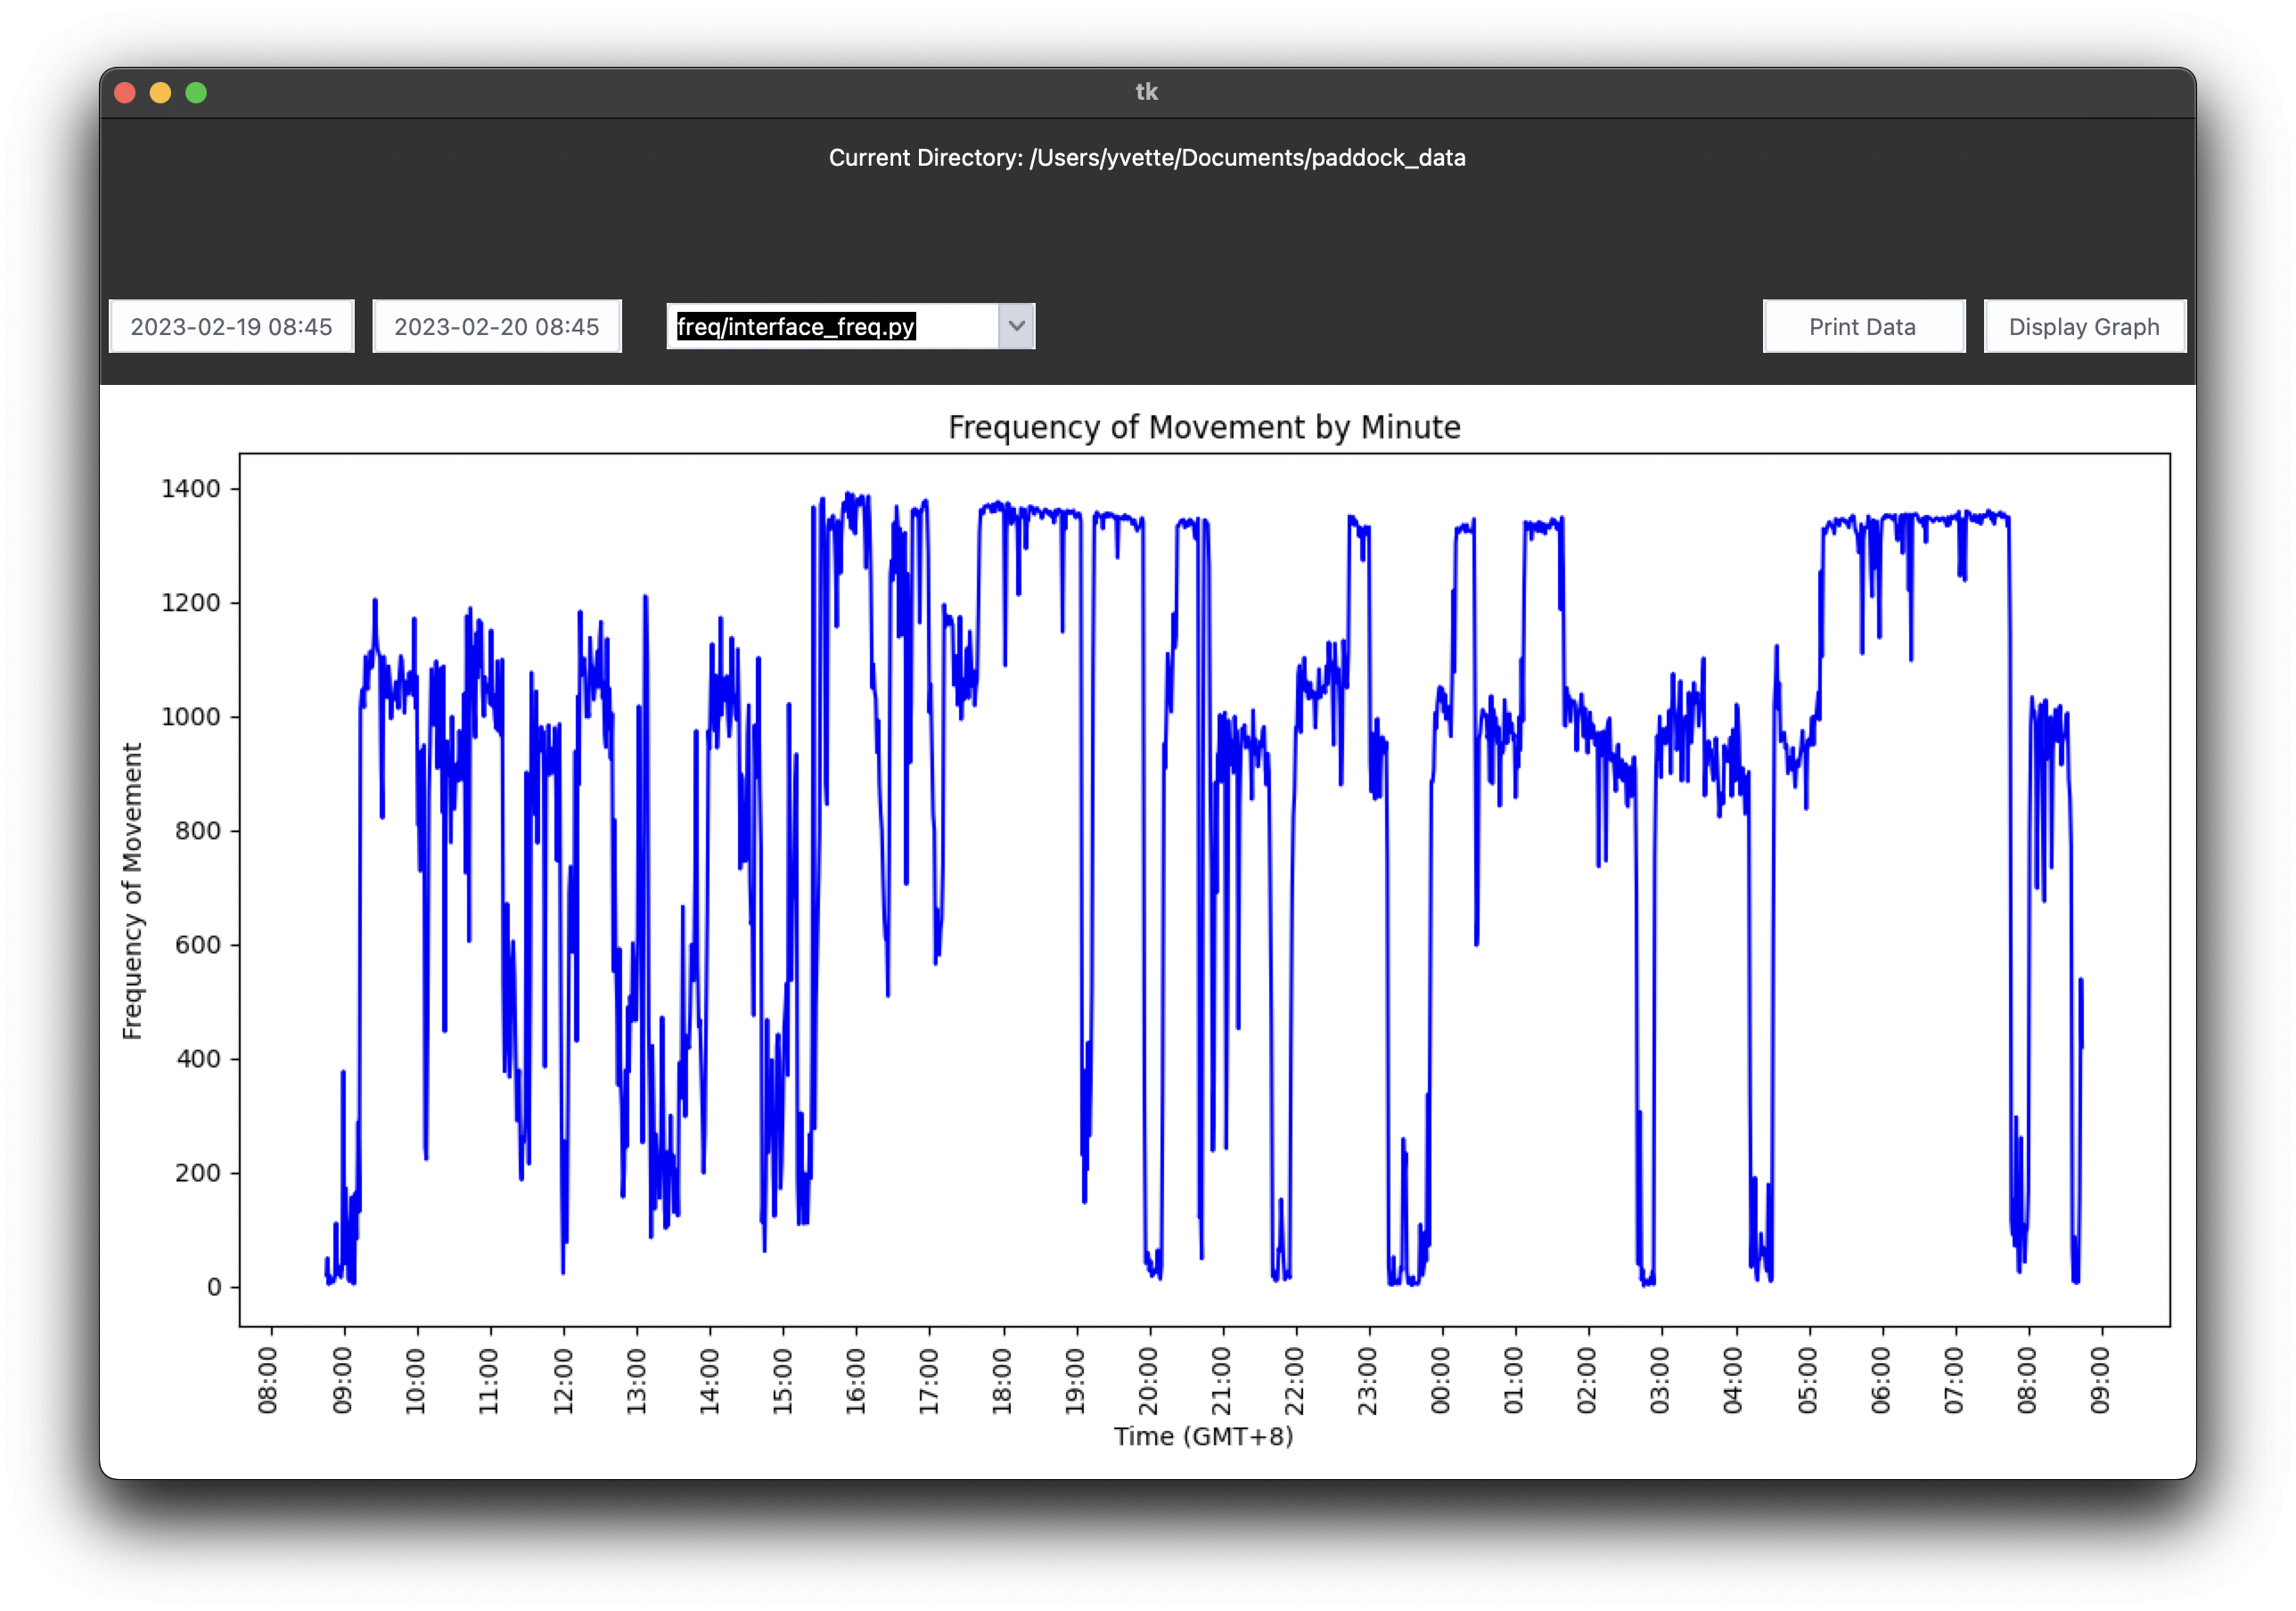 tk
Current Directory: /Users/yvette/Documents/paddock_data
2023-02-19 08:45 2023-02-20 08:45 freq/interface_freq.py Print Data Display Graph
Frequency of Movement by Minute
Frequency of Movement
1400
1200
1000
800
600
400
200
0
08:00 09:00 10:00 11:00 12:00 13:00 14:00 15:00 16:00 17:00 18:00 19:00 20:00 21:00 22:00 23:00 00:00 01:00 02:00 03:00 04:00 05:00 06:00 07:00 08:00 09:00
Time (GMT+8)